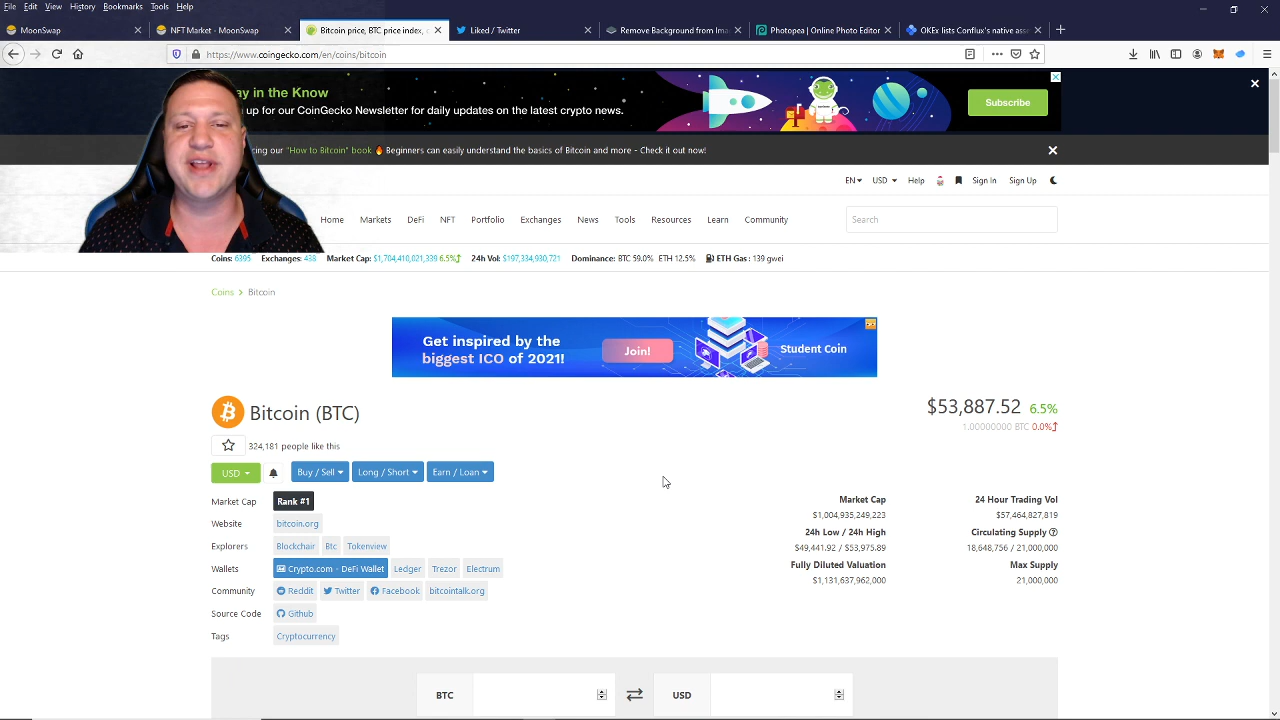 File Edit View History Bookmarks Tools Help
MoonSwap
NFT Market - MoonSwap
Bitcoin price, BTC price index, c
Liked / Twitter
Remove Background from Ima
Photopea | Online Photo Editor
OKEx lists Conflux's native asse
https://www.coingecko.com/en/coins/bitcoin
ay in the Know
up for our CoinGecko Newsletter for daily updates on the latest crypto news.
Subscribe
cing our "How to Bitcoin" book 🔥 Beginners can easily understand the basics of Bitcoin and more - Check it out now!
EN USD Help Sign In Sign Up
Home Markets DeFi NFT Portfolio Exchanges News Tools Resources Learn Community Search
Coins: 6395 Exchanges: 438 Market Cap: $1,704,410,021,339 6.5% 24h Vol: $197,334,930,721 Dominance: BTC 59.0% ETH 12.5% ETH Gas: 139 gwei
Coins > Bitcoin
Get inspired by the
biggest ICO of 2021!
Join!
Student Coin
Bitcoin (BTC)
$53,887.52 6.5%
1.00000000 BTC 0.0%
324,181 people like this
USD Buy / Sell Long / Short Earn / Loan
Market Cap Rank #1
Website bitcoin.org
Explorers Blockchair Btc Tokenview
Wallets Crypto.com - DeFi Wallet Ledger Trezor Electrum
Community Reddit Twitter Facebook bitcointalk.org
Source Code Github
Tags Cryptocurrency
Market Cap
$1,004,935,249,223
24h Low / 24h High
$49,441.92 / $53,975.89
Fully Diluted Valuation
$1,131,637,962,000
24 Hour Trading Vol
$57,464,827,819
Circulating Supply
18,648,756 / 21,000,000
Max Supply
21,000,000
BTC
USD